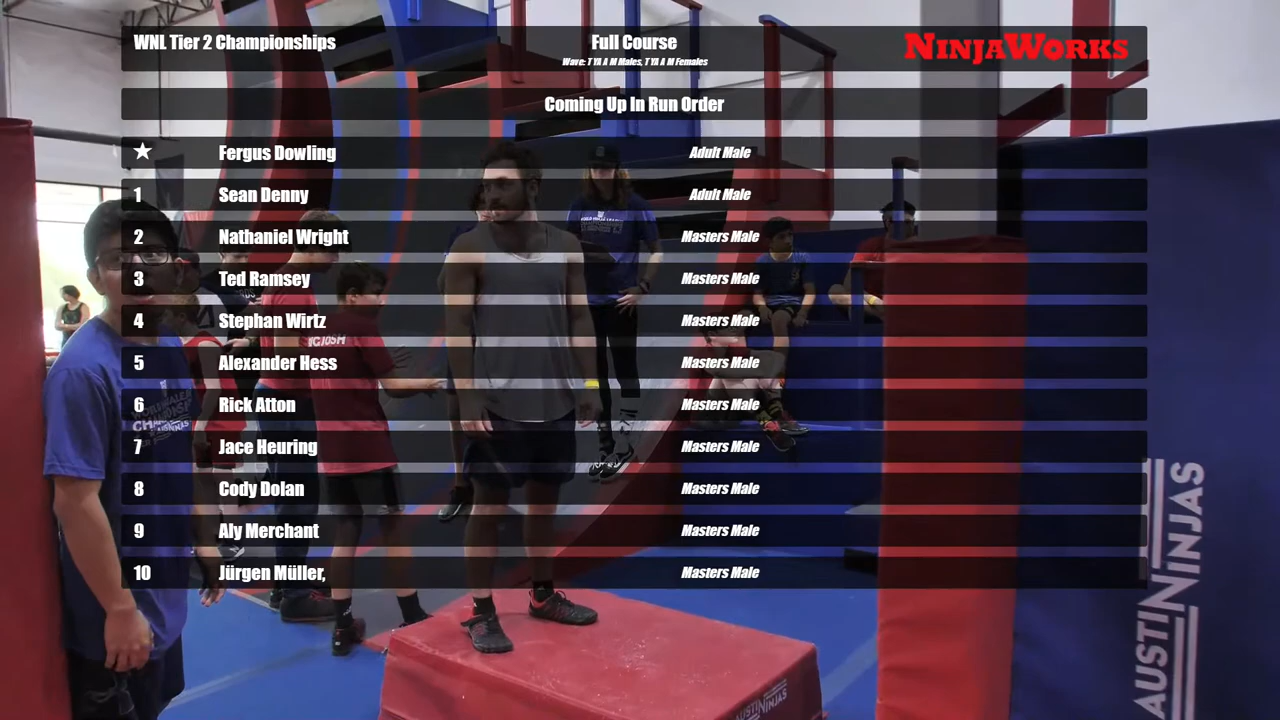 WNL Tier 2 Championships
Full Course
NINJAWORKS
Wave: T YA A M Males, T YA A M Females
Coming Up In Run Order
★ Fergus Dowling Adult Male
1 Sean Denny Adult Male
2 Nathaniel Wright Masters Male
3 Ted Ramsey Masters Male
4 Stephan Wirtz Masters Male
5 Alexander Hess Masters Male
6 Rick Atton Masters Male
7 Jace Heuring Masters Male
8 Cody Dolan Masters Male
9 Aly Merchant Masters Male
10 Jürgen Müller, Masters Male
AUSTIN NINJAS
AUSTIN NINJAS